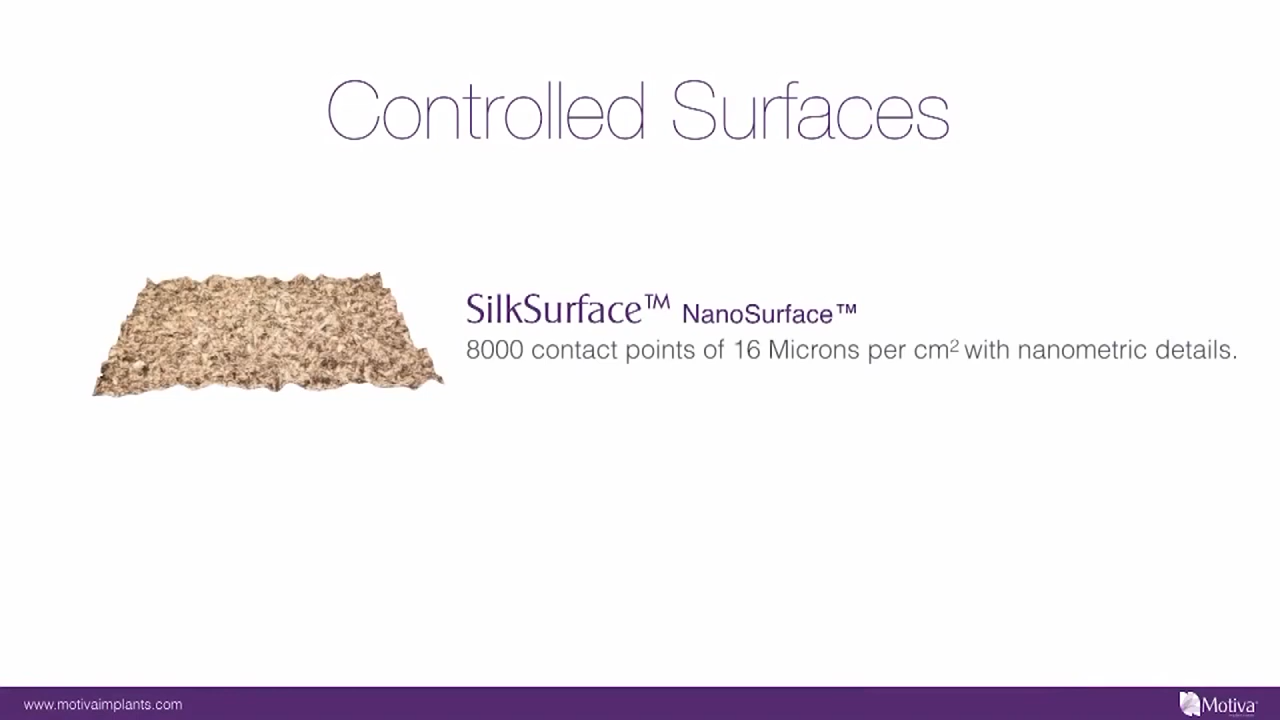 Controlled Surfaces
SilkSurface™ NanoSurface™
8000 contact points of 16 Microns per cm² with nanometric details.
www.motivaimplants.com
Motiva